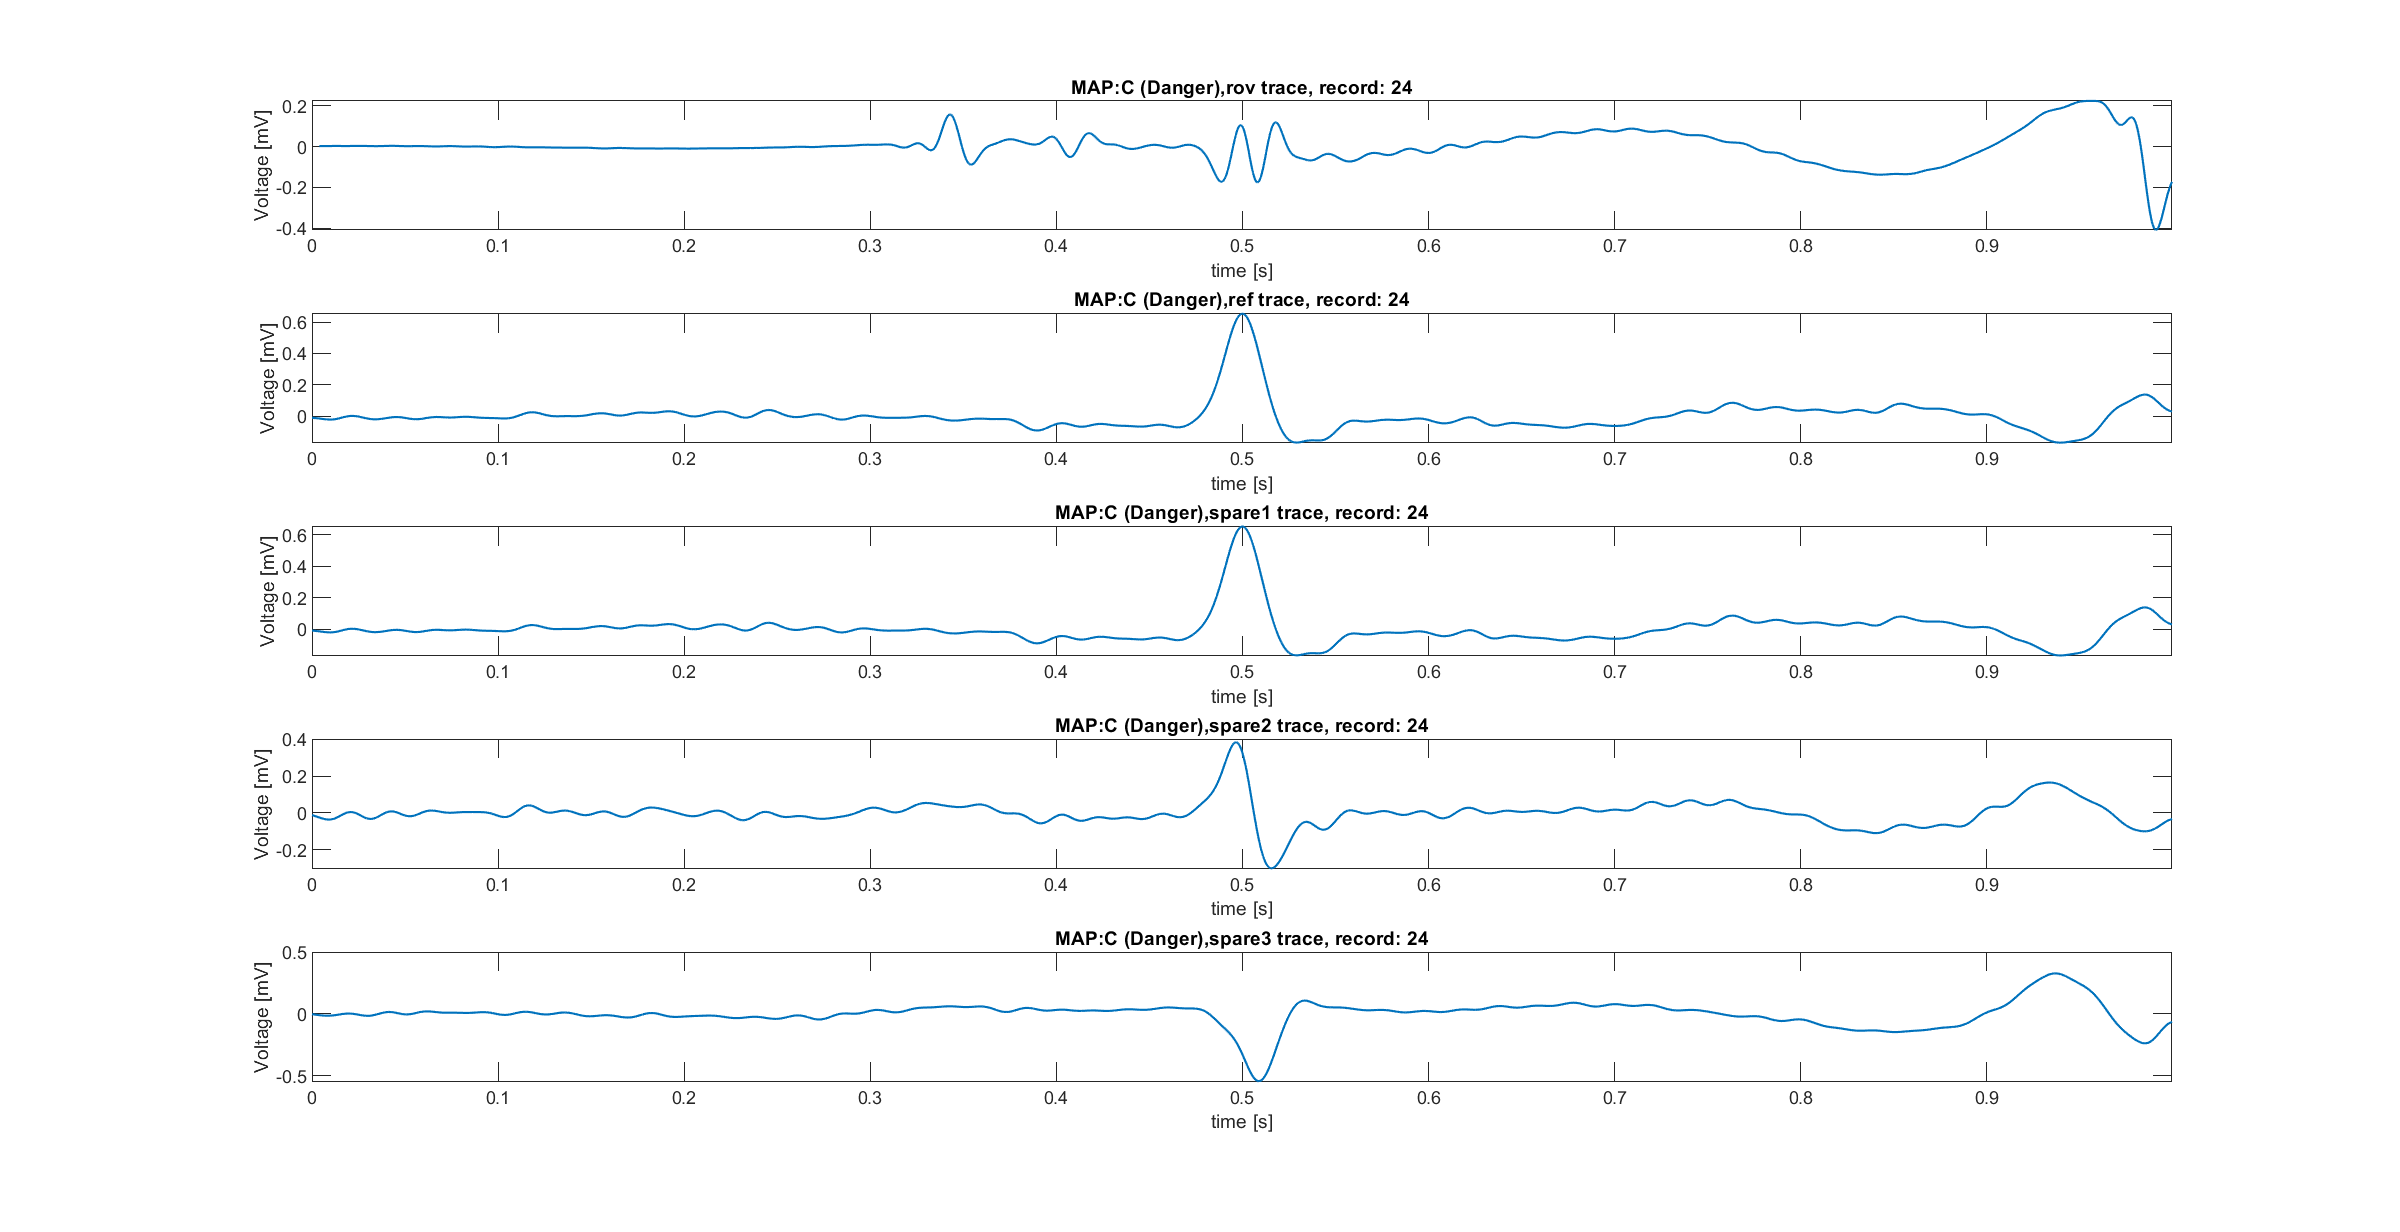 MAP:C (Danger),rov trace, record: 24
Voltage [mV]
0.2
0
-0.2
-0.4
0 0.1 0.2 0.3 0.4 0.5 0.6 0.7 0.8 0.9
time [s]
MAP:C (Danger),ref trace, record: 24
Voltage [mV]
0.6
0.4
0.2
0
0 0.1 0.2 0.3 0.4 0.5 0.6 0.7 0.8 0.9
time [s]
MAP:C (Danger),spare1 trace, record: 24
Voltage [mV]
0.6
0.4
0.2
0
0 0.1 0.2 0.3 0.4 0.5 0.6 0.7 0.8 0.9
time [s]
MAP:C (Danger),spare2 trace, record: 24
Voltage [mV]
0.4
0.2
0
-0.2
0 0.1 0.2 0.3 0.4 0.5 0.6 0.7 0.8 0.9
time [s]
MAP:C (Danger),spare3 trace, record: 24
Voltage [mV]
0.5
0
-0.5
0 0.1 0.2 0.3 0.4 0.5 0.6 0.7 0.8 0.9
time [s]